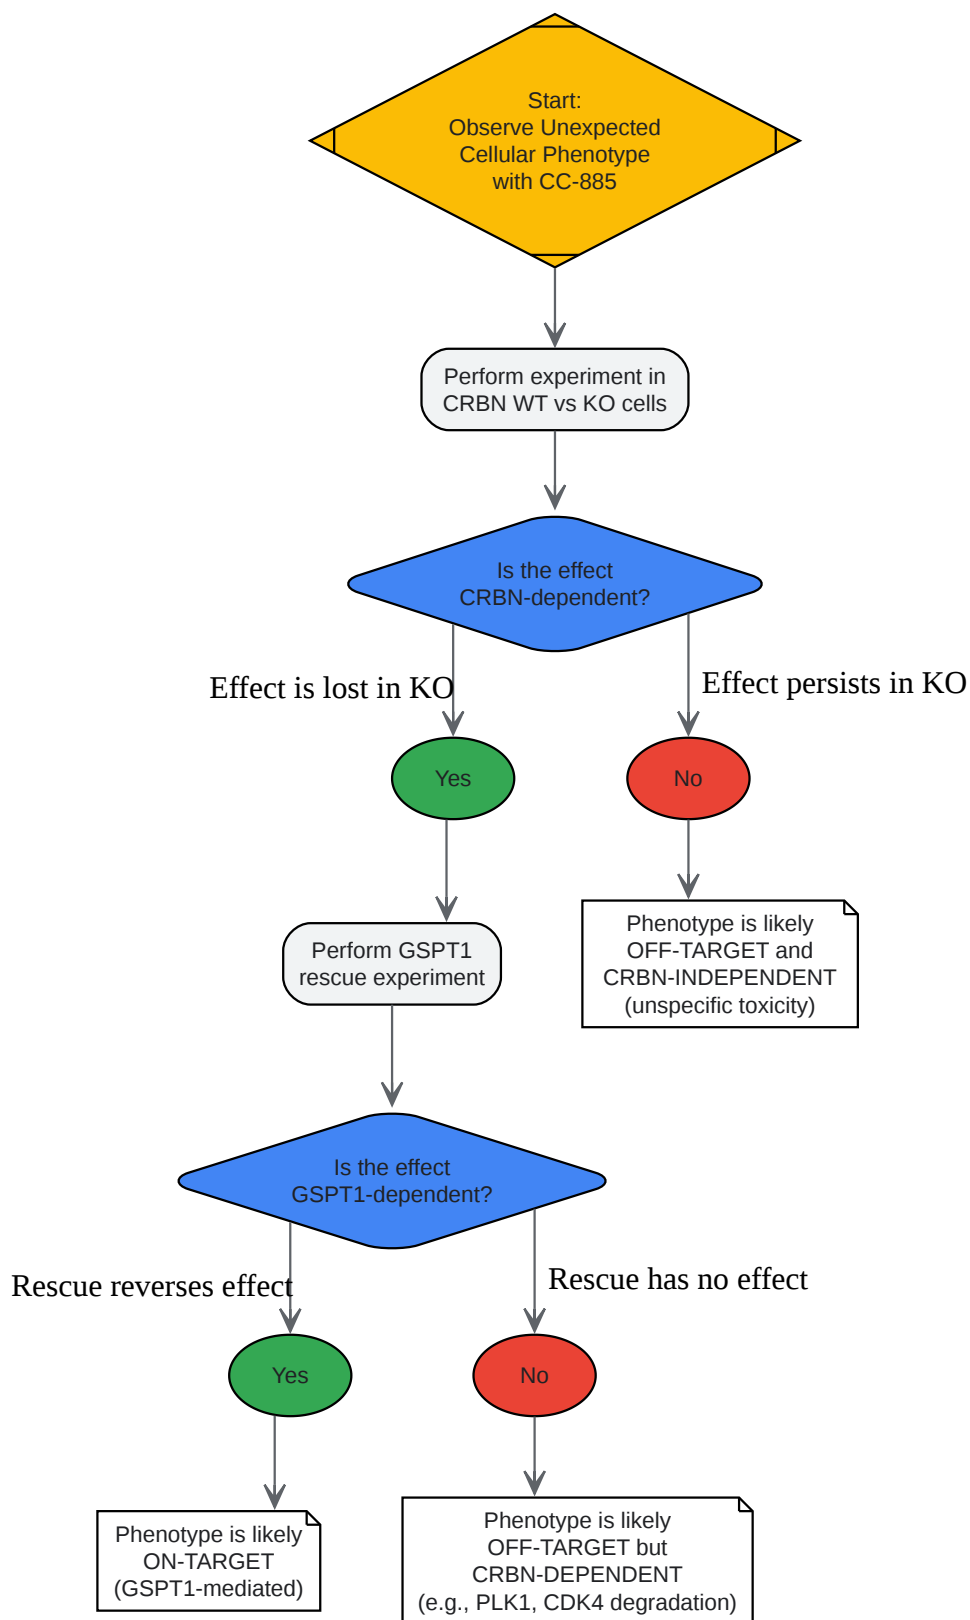 Start:
Observe Unexpected
Cellular Phenotype
with CC-885
Perform experiment in
CRBN WT vs KO cells
Is the effect
CRBN-dependent?
Effect is lost in KO
Effect persists in KO
Yes
No
Perform GSPT1
rescue experiment
Phenotype is likely
OFF-TARGET and
CRBN-INDEPENDENT
(unspecific toxicity)
Is the effect
GSPT1-dependent?
Rescue reverses effect
Rescue has no effect
Yes
No
Phenotype is likely
ON-TARGET
(GSPT1-mediated)
Phenotype is likely
OFF-TARGET but
CRBN-DEPENDENT
(e.g., PLK1, CDK4 degradation)